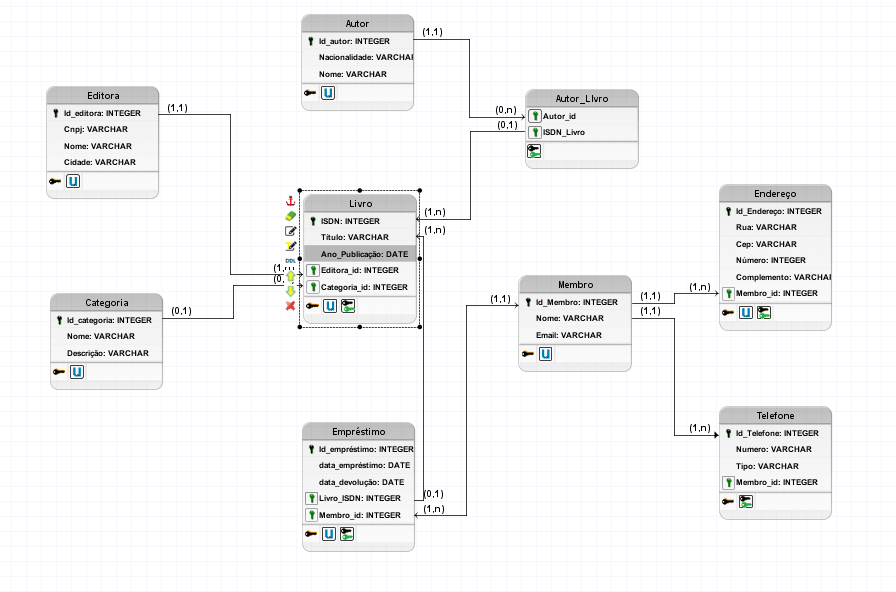 Autor
Id_autor: INTEGER
Nacionalidade: VARCHAR
Nome: VARCHAR
U
(1,1)
Editora
Id_editora: INTEGER
Cnpj: VARCHAR
Nome: VARCHAR
Cidade: VARCHAR
U
(1,1)
Autor_LIvro
Autor_id
ISDN_Livro
(0,n)
(0,1)
Livro
ISDN: INTEGER
Título: VARCHAR
Ano_Publicação: DATE
Editora_id: INTEGER
Categoria_id: INTEGER
U
DDL
(1,n)
(1,n)
(1,
(0,
Endereço
Id_Endereço: INTEGER
Rua: VARCHAR
Cep: VARCHAR
Número: INTEGER
Complemento: VARCHAR
Membro_id: INTEGER
U
(1,n)
Categoria
Id_categoria: INTEGER
Nome: VARCHAR
Descrição: VARCHAR
U
(0,1)
Membro
Id_Membro: INTEGER
Nome: VARCHAR
Email: VARCHAR
U
(1,1)
(1,1)
(1,1)
Empréstimo
Id_empréstimo: INTEGER
data_empréstimo: DATE
data_devolução: DATE
Livro_ISDN: INTEGER
Membro_id: INTEGER
U
(0,1)
(1,n)
Telefone
Id_Telefone: INTEGER
Numero: VARCHAR
Tipo: VARCHAR
Membro_id: INTEGER
(1,n)